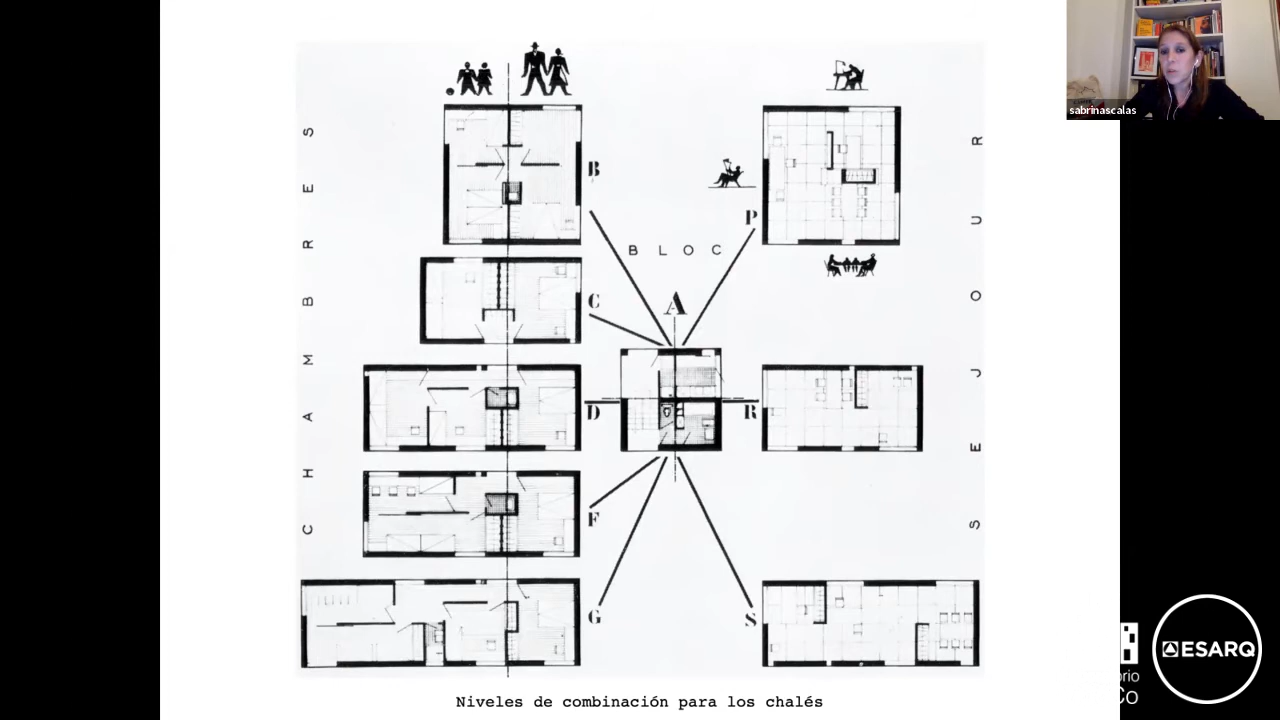 sabrinascalas
CHAMBRES
B
C
D
F
G
BLOC
A
P
R
S
SEJOUR
Niveles de combinación para los chalés
ESARQ